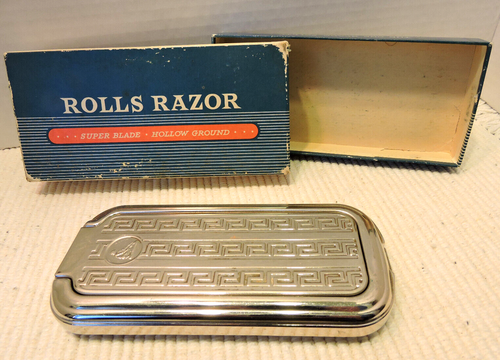 ROLLS RAZOR
··· SUPER BLADE · HOLLOW GROUND ···